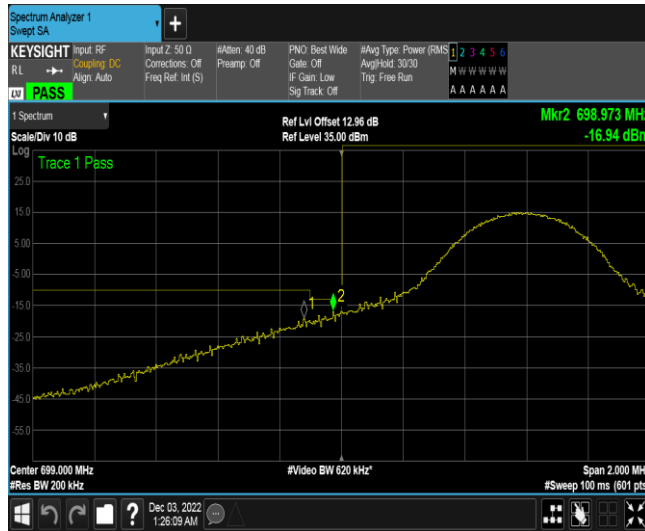 Spectrum Analyzer 1
Swept SA
+
KEYSIGHT Input: RF Input Z: 50 Ω #Atten: 40 dB PNO: Best Wide #Avg Type: Power (RMS 1 2 3 4 5 6
RL Coupling: DC Corrections: Off Preamp: Off Gate: Off Avg|Hold: 30/30 M W W W W W
Align: Auto Freq Ref: Int (S) IF Gain: Low Trig: Free Run
Sig Track: Off A A A A A A
LXI PASS
1 Spectrum
Ref Lvl Offset 12.96 dB
Mkr2 698.973 MHz
Scale/Div 10 dB Ref Level 35.00 dBm -16.94 dBm
Log
Trace 1 Pass
25.0
15.0
5.00
-5.00
-15.0
1
2
-25.0
-35.0
-45.0
-55.0
Center 699.000 MHz #Video BW 620 kHz* Span 2.000 MH
#Res BW 200 kHz #Sweep 100 ms (601 pts
? Dec 03, 2022
1:26:09 AM